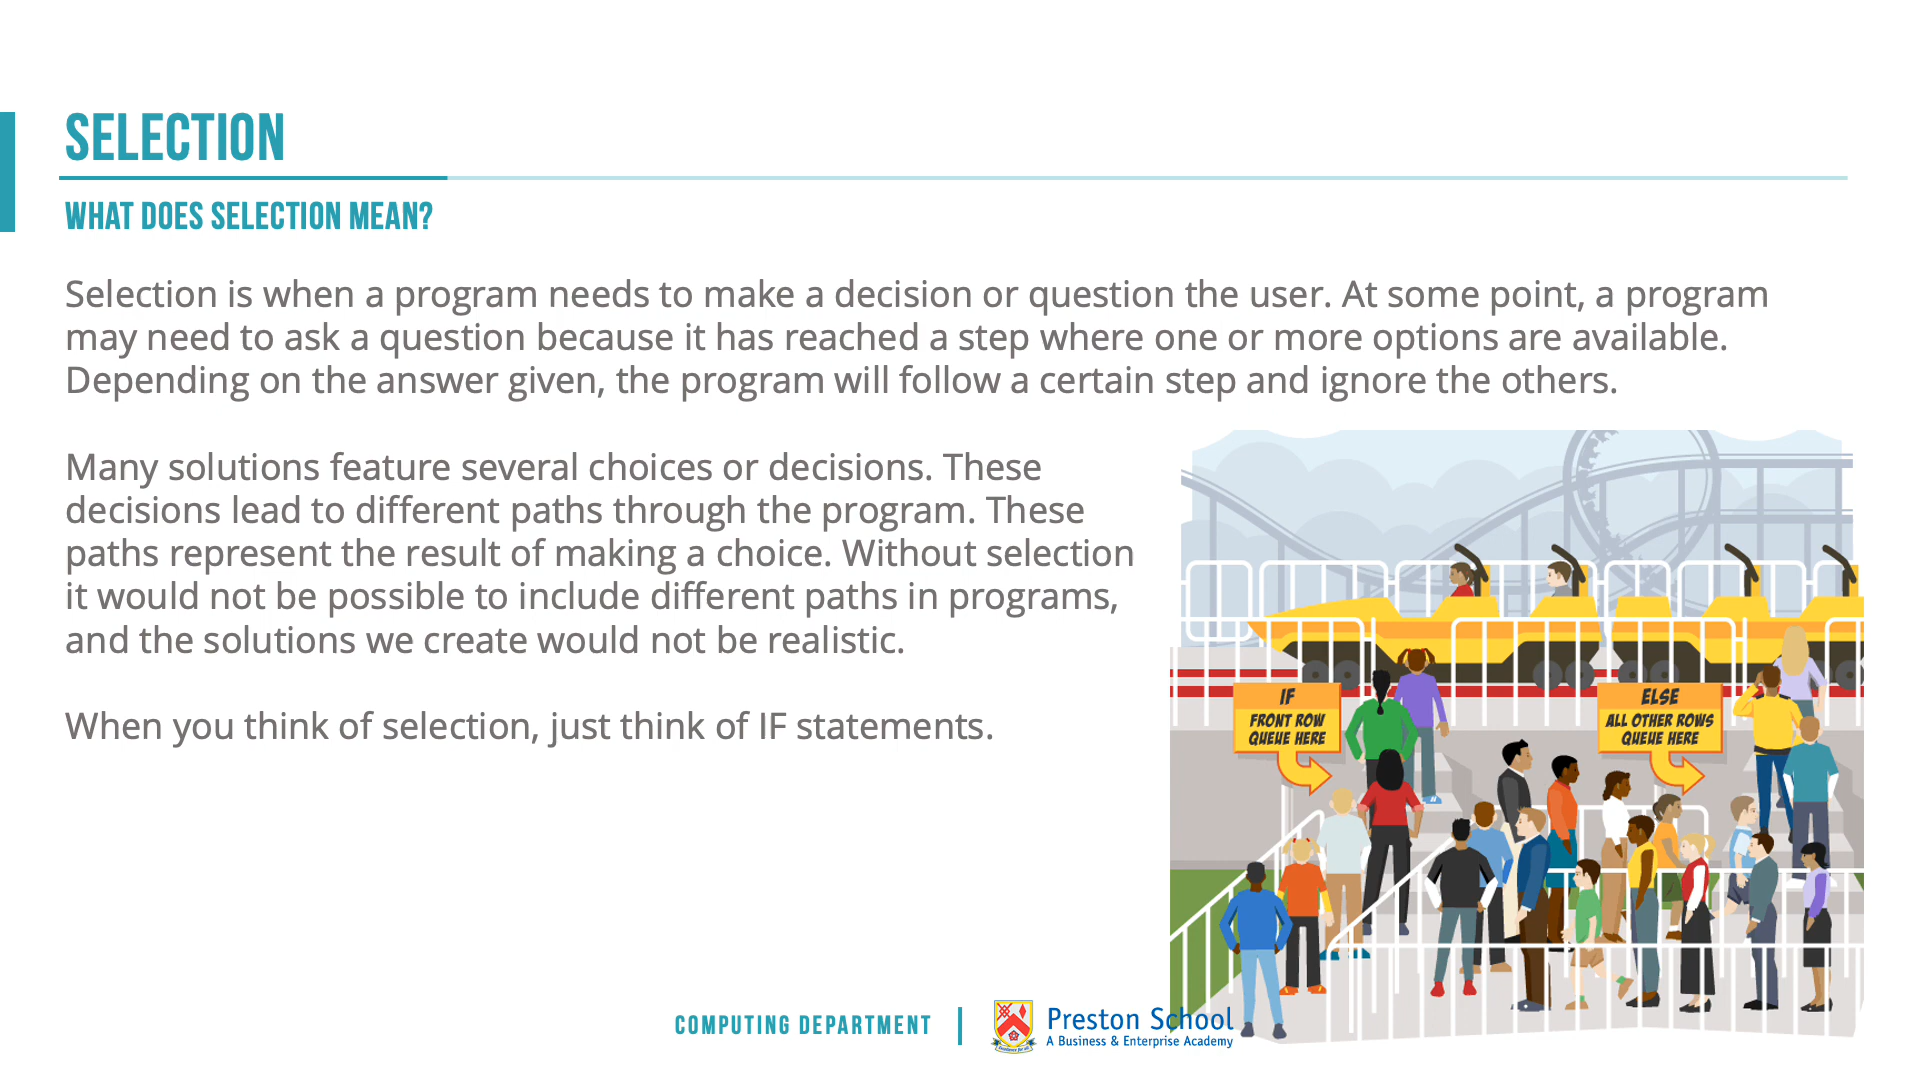 SELECTION
WHAT DOES SELECTION MEAN?
Selection is when a program needs to make a decision or question the user. At some point, a program
may need to ask a question because it has reached a step where one or more options are available.
Depending on the answer given, the program will follow a certain step and ignore the others.
Many solutions feature several choices or decisions. These
decisions lead to different paths through the program. These
paths represent the result of making a choice. Without selection
it would not be possible to include different paths in programs,
and the solutions we create would not be realistic.
When you think of selection, just think of IF statements.
IF
FRONT ROW
QUEUE HERE
ELSE
ALL OTHER ROWS
QUEUE HERE
COMPUTING DEPARTMENT
Preston School
A Business & Enterprise Academy